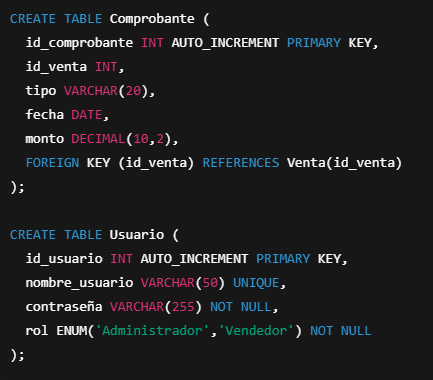 CREATE TABLE Comprobante (
  id_comprobante INT AUTO_INCREMENT PRIMARY KEY,
  id_venta INT,
  tipo VARCHAR(20),
  fecha DATE,
  monto DECIMAL(10,2),
  FOREIGN KEY (id_venta) REFERENCES Venta(id_venta)
);

CREATE TABLE Usuario (
  id_usuario INT AUTO_INCREMENT PRIMARY KEY,
  nombre_usuario VARCHAR(50) UNIQUE,
  contraseña VARCHAR(255) NOT NULL,
  rol ENUM('Administrador','Vendedor') NOT NULL
);